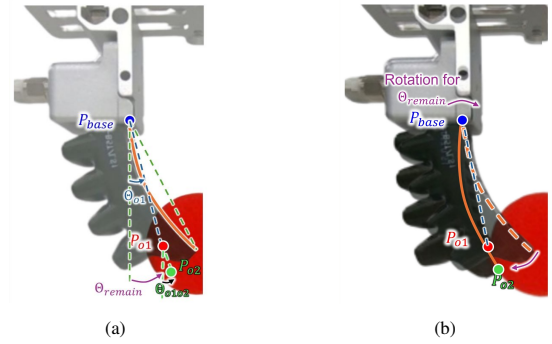 P_base
Θ_o1
P_o1
P_o2
Θ_remain
Θ_o1o2
(a)
Rotation for
Θ_remain
P_base
P_o1
P_o2
(b)